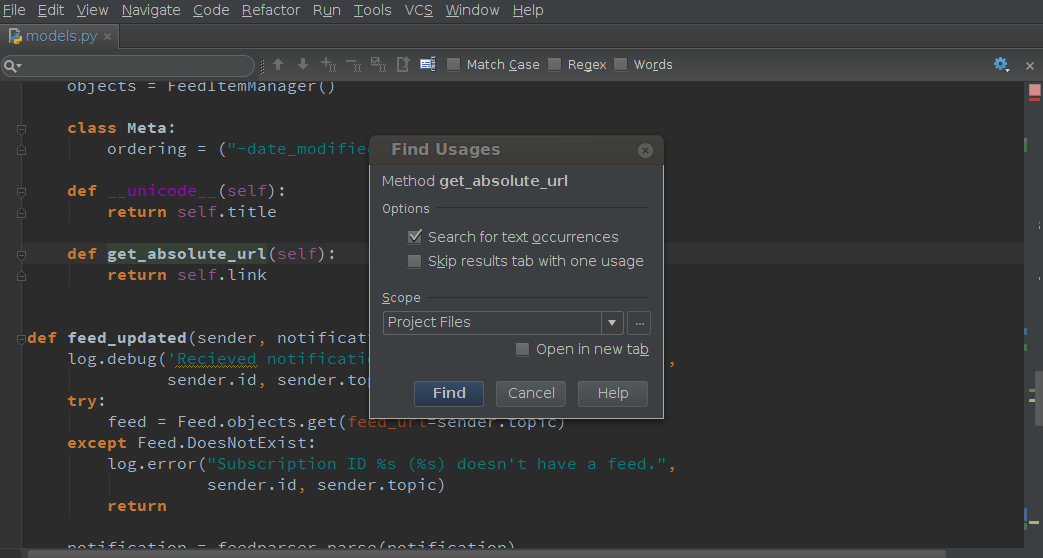 File Edit View Navigate Code Refactor Run Tools VCS Window Help
models.py
Match Case Regex Words
objects = FeedItemManager()
class Meta:
ordering = ("-date_modified
def __unicode__(self):
return self.title
def get_absolute_url(self):
return self.link
def feed_updated(sender, notificat
log.debug('Recieved notificatio ,
sender.id, sender.top
try:
feed = Feed.objects.get(feed_url=sender.topic)
except Feed.DoesNotExist:
log.error("Subscription ID %s (%s) doesn't have a feed.",
sender.id, sender.topic)
return
notification = feedparser.parse(notification)
Find Usages
Method get_absolute_url
Options
Search for text occurrences
Skip results tab with one usage
Scope
Project Files ...
Open in new tab
Find Cancel Help